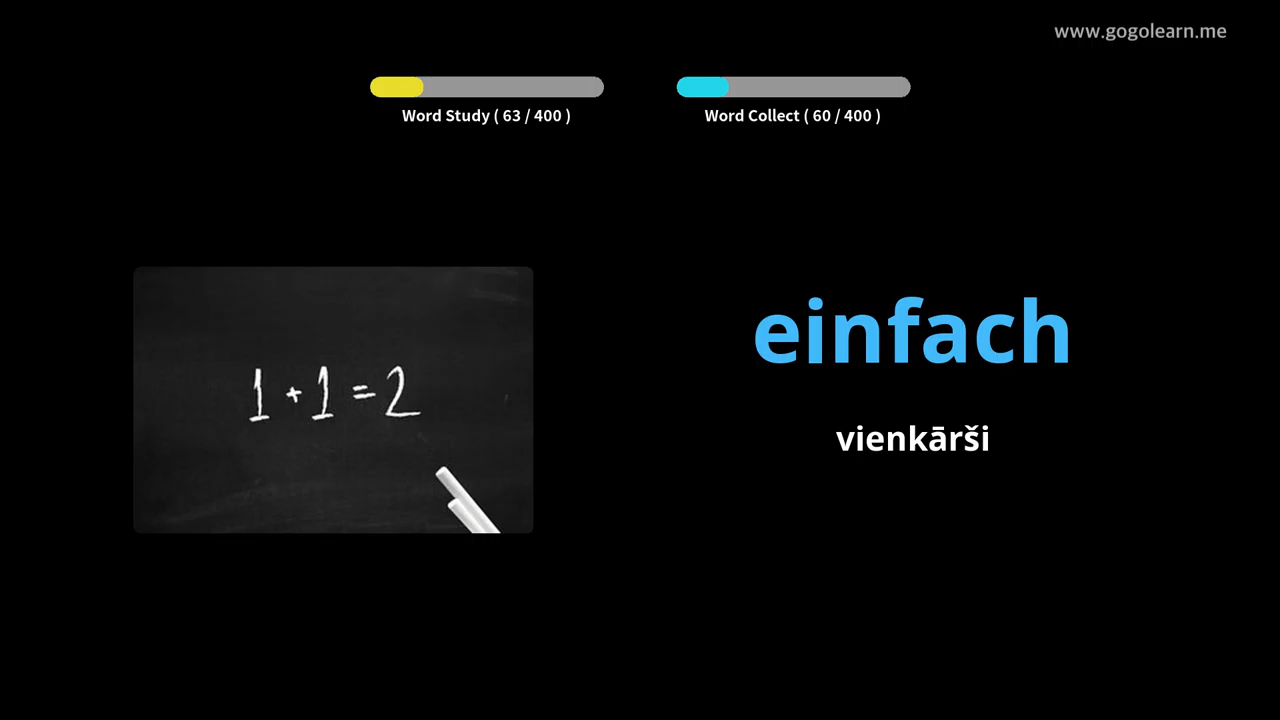 www.gogolearn.me
Word Study ( 63 / 400 )
Word Collect ( 60 / 400 )
1 + 1 = 2
einfach
vienkārši